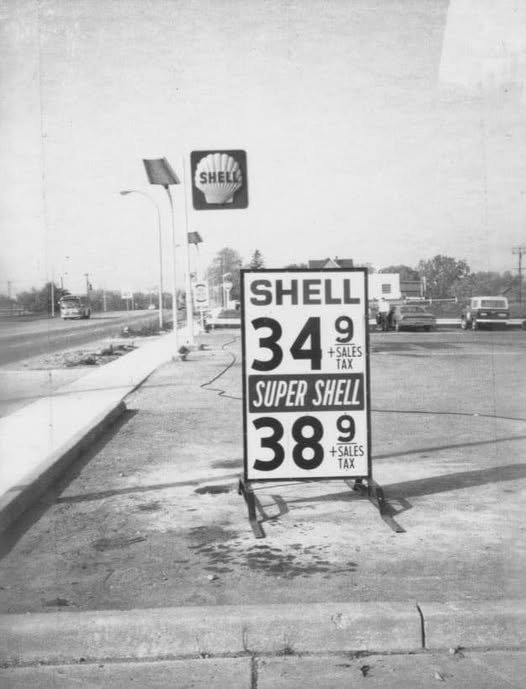 SHELL
SHELL
34 9
+SALES
TAX
SUPER SHELL
38 9
+SALES
TAX